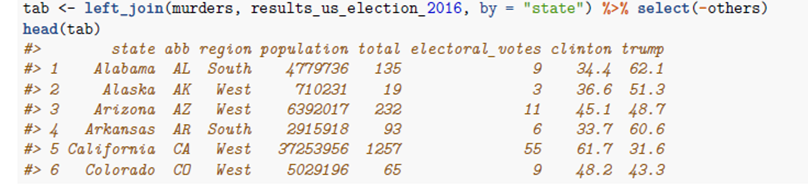 tab <- left_join(murders, results_us_election_2016, by = "state") %>% select(-others)
head(tab)
#>        state abb region population total electoral_votes clinton trump
#> 1    Alabama  AL  South    4779736   135               9    34.4  62.1
#> 2     Alaska  AK   West     710231    19               3    36.6  51.3
#> 3    Arizona  AZ   West    6392017   232              11    45.1  48.7
#> 4   Arkansas  AR  South    2915918    93               6    33.7  60.6
#> 5 California  CA   West   37253956  1257              55    61.7  31.6
#> 6   Colorado  CO   West    5029196    65               9    48.2  43.3